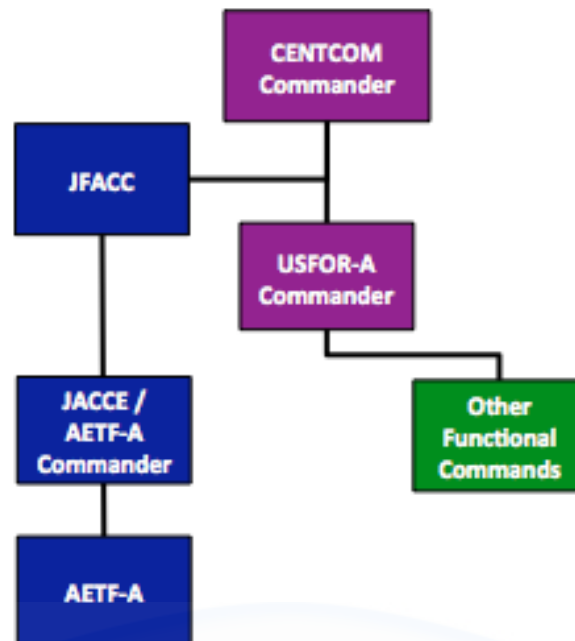 CENTCOM
Commander
JFACC
USFOR-A
Commander
JACCE /
AETF-A
Commander
Other
Functional
Commands
AETF-A